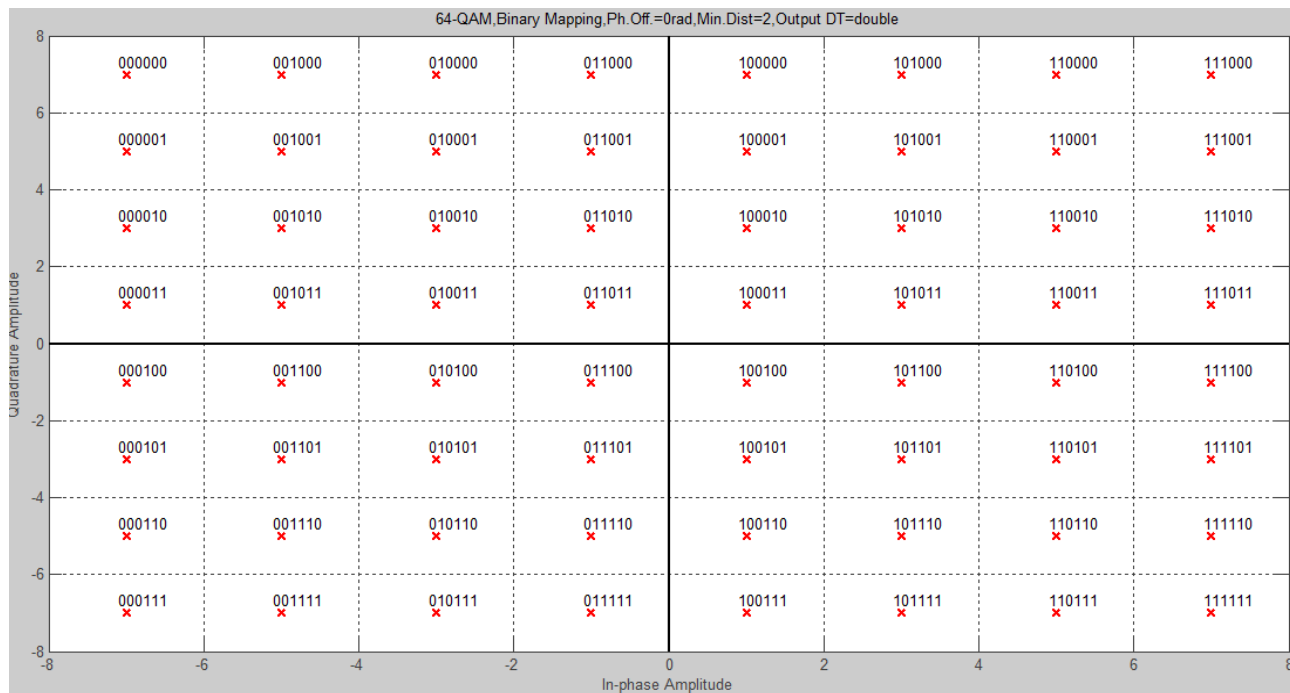 64-QAM,Binary Mapping,Ph.Off.=0rad,Min.Dist=2,Output DT=double
8
000000 001000 010000 011000 100000 101000 110000 111000
6
000001 001001 010001 011001 100001 101001 110001 111001
4
000010 001010 010010 011010 100010 101010 110010 111010
2
000011 001011 010011 011011 100011 101011 110011 111011
Quadrature Amplitude
0
000100 001100 010100 011100 100100 101100 110100 111100
-2
000101 001101 010101 011101 100101 101101 110101 111101
-4
000110 001110 010110 011110 100110 101110 110110 111110
-6
000111 001111 010111 011111 100111 101111 110111 111111
-8
-8 -6 -4 -2 0 2 4 6 8
In-phase Amplitude